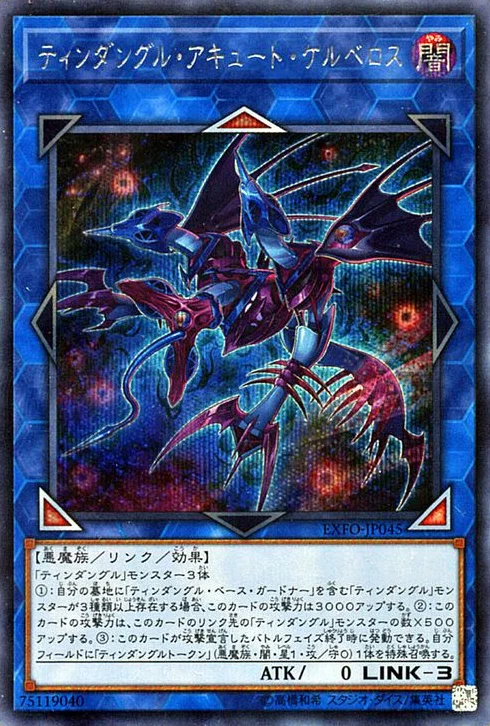 ティンダングル・アキュート・ケルベロス 闇
EXFO-JP045
【悪魔族/リンク/効果】
「ティンダングル」モンスター3体
①:自分の墓地に「ティンダングル・ベース・ガードナー」を含む「ティンダングル」モン
スターが3種類以上存在する場合、このカードの攻撃力は3000アップする。②:この
カードの攻撃力は、このカードのリンク先の「ティンダングル」モンスターの数×500
アップする。③:このカードが攻撃宣言したバトルフェイズ終了時に発動できる。自分
フィールドに「ティンダングルトークン」(悪魔族・闇・星1・攻/守0)1体を特殊召喚する。
ATK/ 0 LINK-3
75119040 ©高橋和希 スタジオ・ダイス/集英社